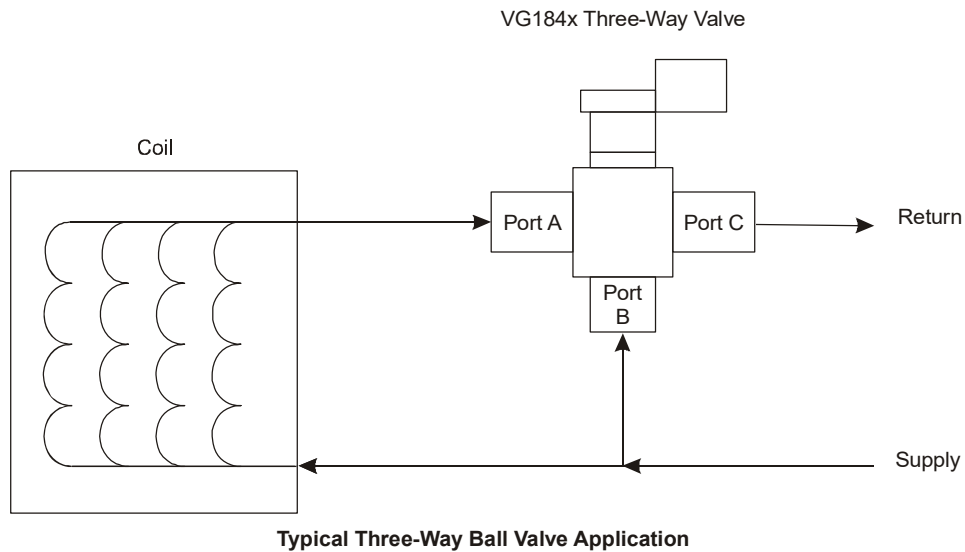 VG184x Three-Way Valve
Coil
Port A
Port C
Return
Port
B
Supply
Typical Three-Way Ball Valve Application